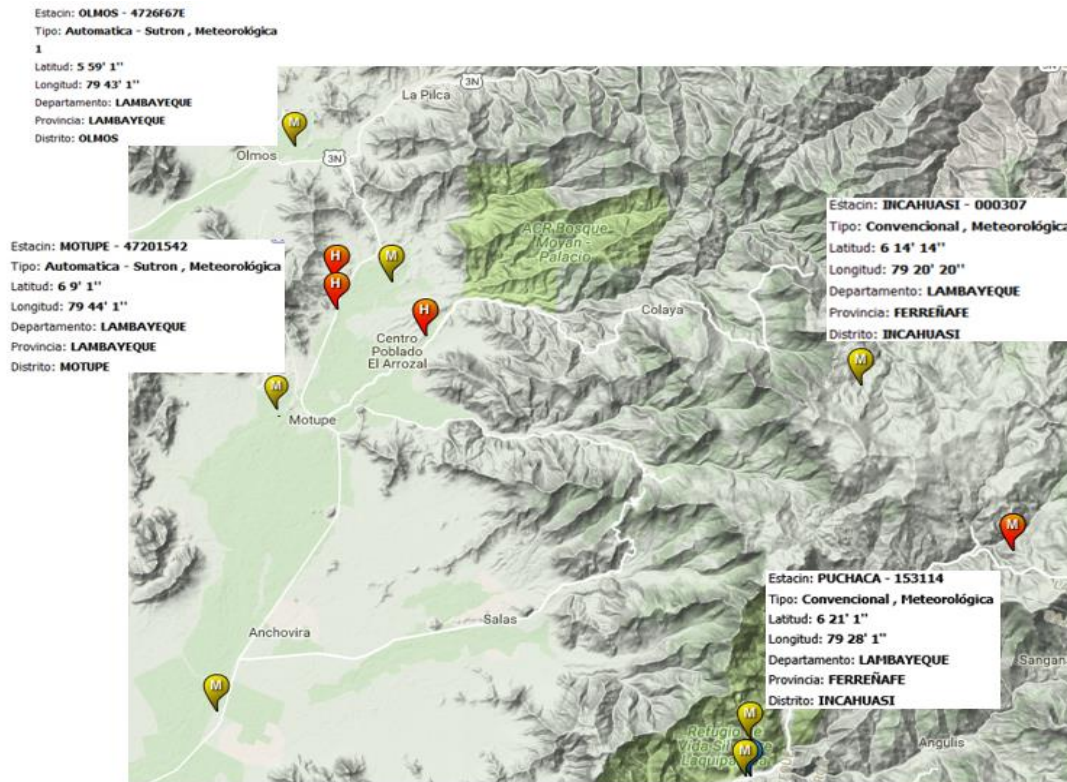 Estacin: OLMOS - 4726F67E
Tipo: Automatica - Sutron , Meteorológica
1
Latitud: 5 59' 1''
Longitud: 79 43' 1''
Departamento: LAMBAYEQUE
Provincia: LAMBAYEQUE
Distrito: OLMOS
3N
3N
La Pilca
M
Olmos
3N
ACR Bosque
Moyan -
Palacio
Estacin: INCAHUASI - 000307
Tipo: Convencional , Meteorológica
Latitud: 6 14' 14''
Longitud: 79 20' 20''
Departamento: LAMBAYEQUE
Provincia: FERREÑAFE
Distrito: INCAHUASI
Estacin: MOTUPE - 47201542
Tipo: Automatica - Sutron , Meteorológica
Latitud: 6 9' 1''
Longitud: 79 44' 1''
Departamento: LAMBAYEQUE
Provincia: LAMBAYEQUE
Distrito: MOTUPE
H
M
H
H
Colaya
Centro
Poblado
El Arrozal
M
M
Motupe
M
Estacin: PUCHACA - 153114
Tipo: Convencional , Meteorológica
Latitud: 6 21' 1''
Longitud: 79 28' 1''
Departamento: LAMBAYEQUE
Provincia: FERREÑAFE
Distrito: INCAHUASI
Salas
Anchovira
Sangan
M
M
Refugio de
Vida Sil
M
Angulis